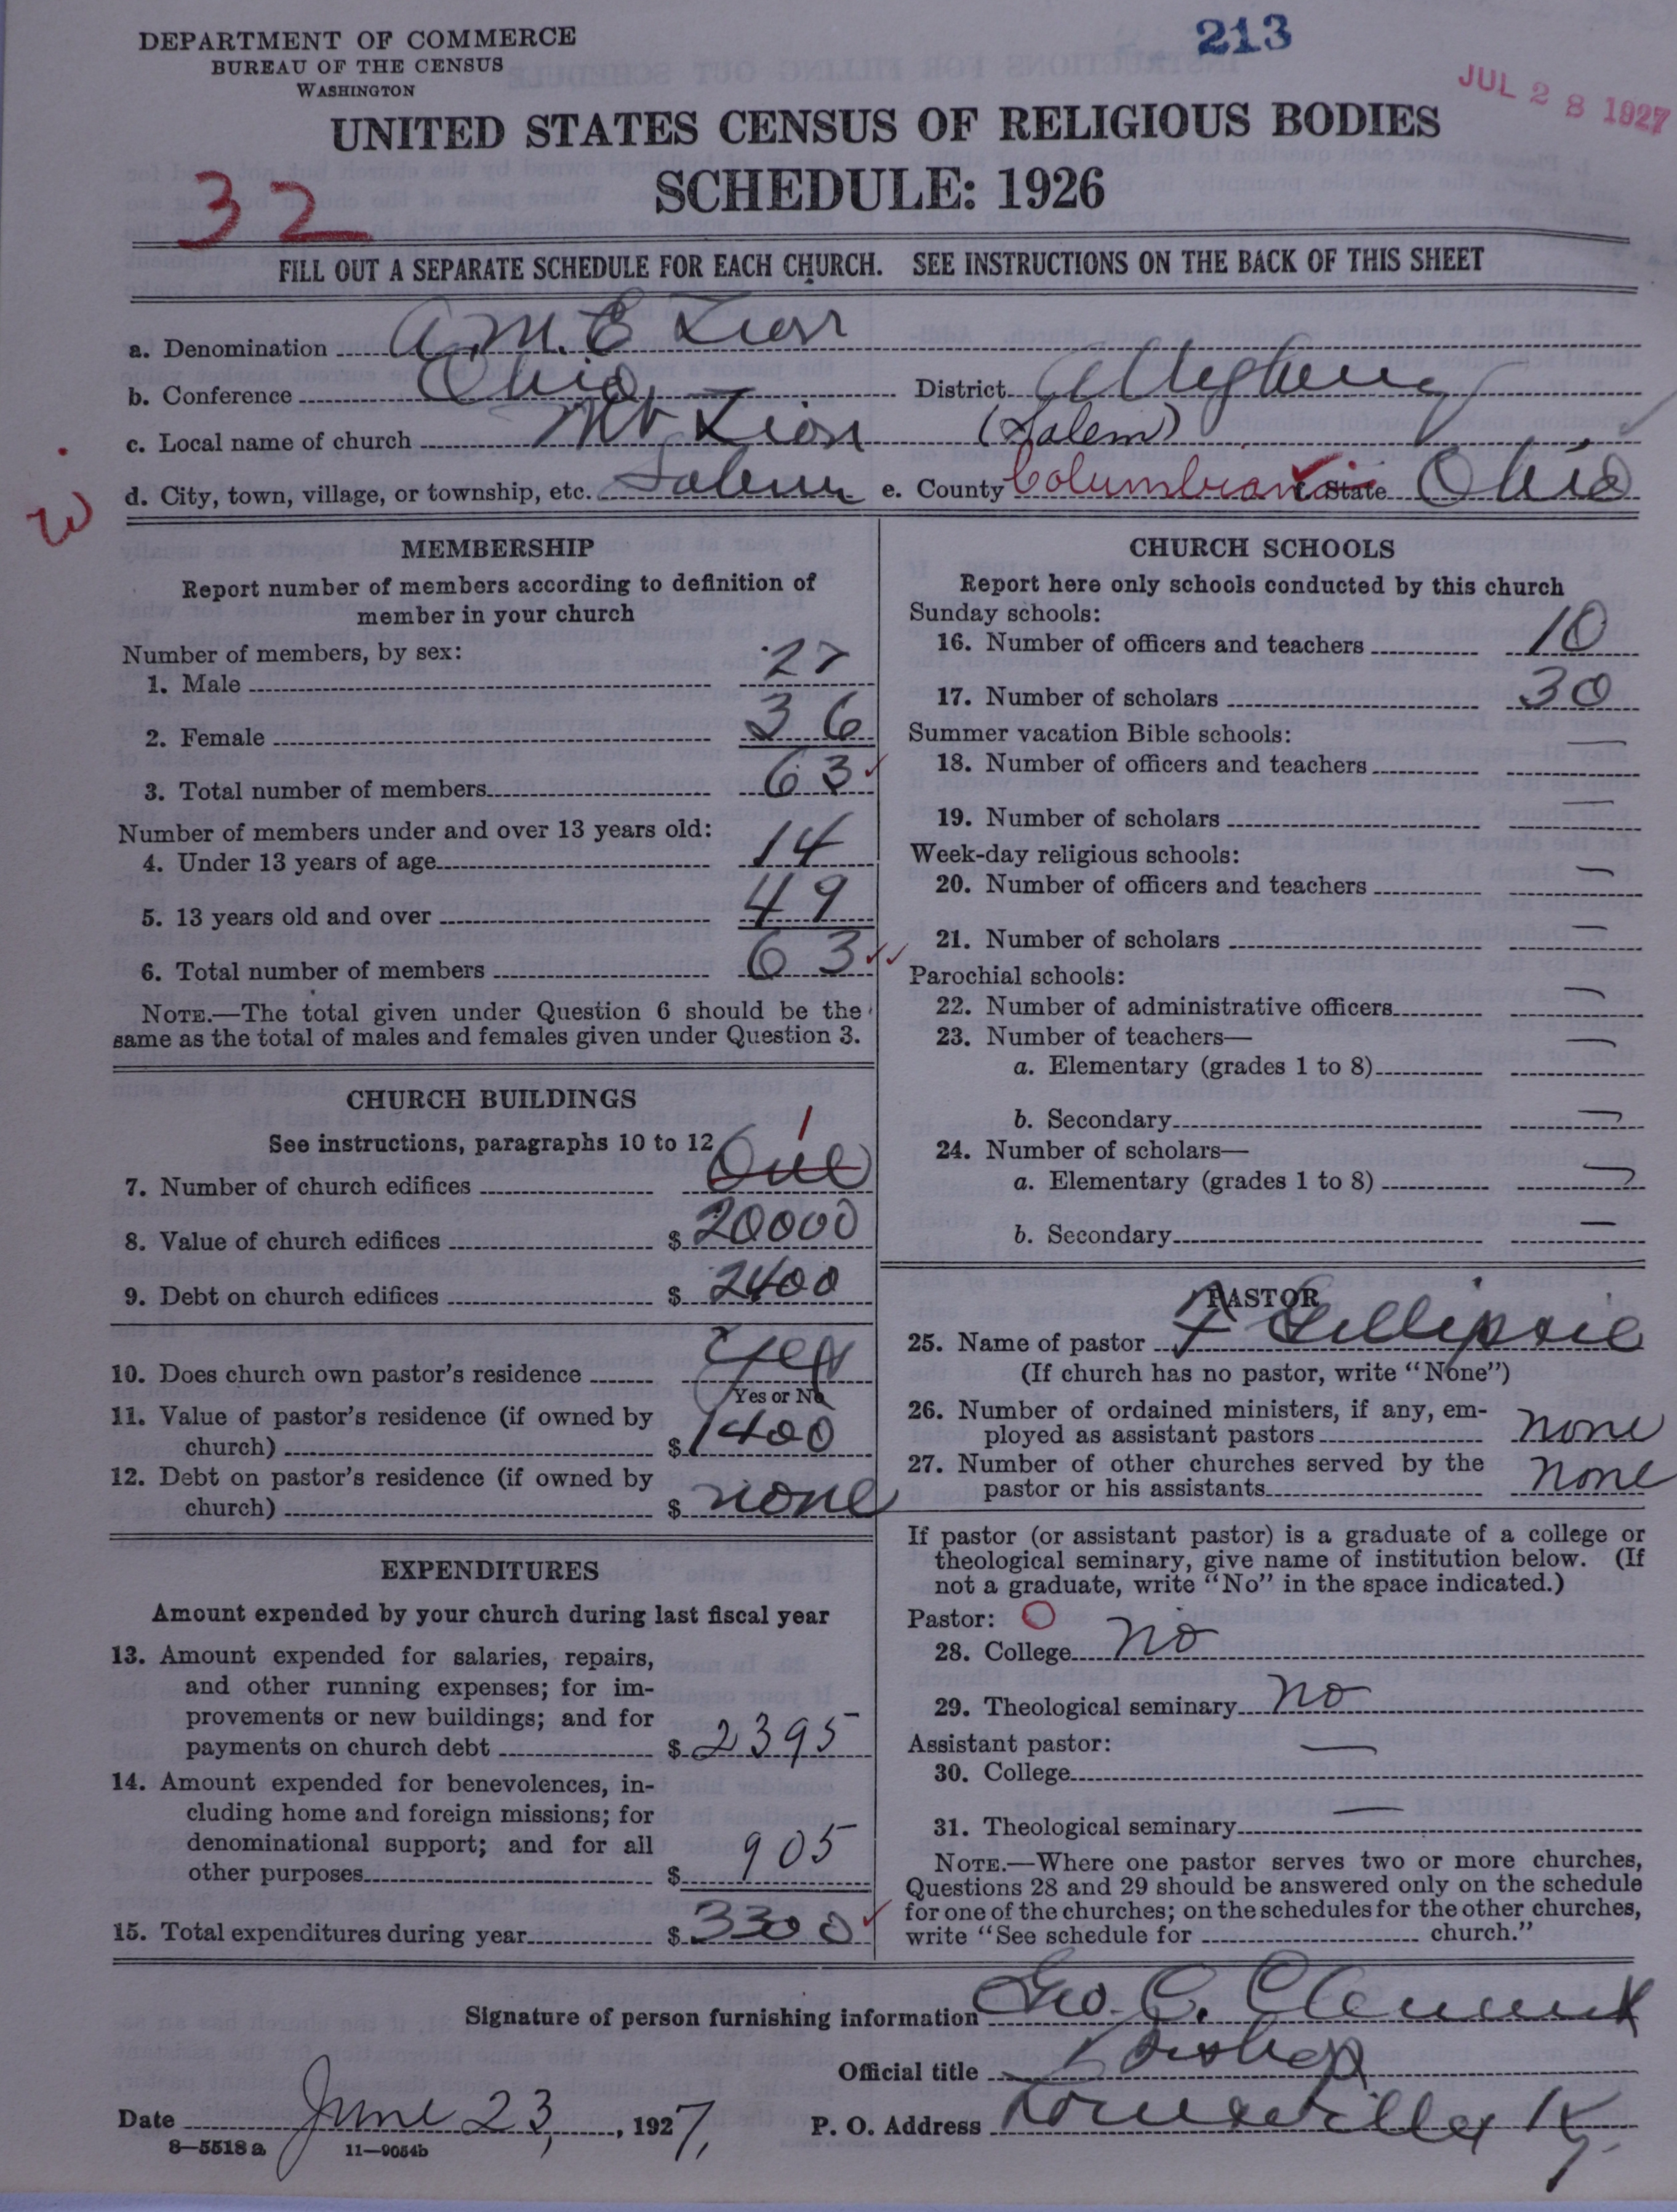 DEPARTMENT OF COMMERCE
BUREAU OF THE CENSUS
WASHINGTON
213
JUL 28 1927
UNITED STATES CENSUS OF RELIGIOUS BODIES
SCHEDULE: 1926
32
FILL OUT A SEPARATE SCHEDULE FOR EACH CHURCH. SEE INSTRUCTIONS ON THE BACK OF THIS SHEET
a. Denomination A. M. E Zion
b. Conference Ohio District Allegheny
c. Local name of church Mt Zion (Salem)
d. City, town, village, or township, etc. Salem e. County Columbiana f. State Ohio
MEMBERSHIP
Report number of members according to definition of
member in your church
Number of members, by sex:
1. Male 27
2. Female 36
3. Total number of members 63
Number of members under and over 13 years old:
4. Under 13 years of age 14
5. 13 years old and over 49
6. Total number of members 63
NOTE.—The total given under Question 6 should be the
same as the total of males and females given under Question 3.
CHURCH BUILDINGS
See instructions, paragraphs 10 to 12
7. Number of church edifices One 1
8. Value of church edifices $ 20000
9. Debt on church edifices $ 2400
10. Does church own pastor's residence Yes
Yes or No
11. Value of pastor's residence (if owned by
church) $ 1400
12. Debt on pastor's residence (if owned by
church) $ none
EXPENDITURES
Amount expended by your church during last fiscal year
13. Amount expended for salaries, repairs,
and other running expenses; for im-
provements or new buildings; and for
payments on church debt $ 2395
14. Amount expended for benevolences, in-
cluding home and foreign missions; for
denominational support; and for all
other purposes $ 905
15. Total expenditures during year $ 3300
CHURCH SCHOOLS
Report here only schools conducted by this church
Sunday schools:
16. Number of officers and teachers 10
17. Number of scholars 30
Summer vacation Bible schools:
18. Number of officers and teachers —
19. Number of scholars —
Week-day religious schools:
20. Number of officers and teachers —
21. Number of scholars —
Parochial schools:
22. Number of administrative officers —
23. Number of teachers—
a. Elementary (grades 1 to 8) —
b. Secondary —
24. Number of scholars—
a. Elementary (grades 1 to 8) —
b. Secondary —
PASTOR
25. Name of pastor
(If church has no pastor, write "None")
26. Number of ordained ministers, if any, em-
ployed as assistant pastors none
27. Number of other churches served by the
pastor or his assistants none
If pastor (or assistant pastor) is a graduate of a college or
theological seminary, give name of institution below. (If
not a graduate, write "No" in the space indicated.)
Pastor: O
28. College no
29. Theological seminary no
Assistant pastor:
30. College —
31. Theological seminary —
NOTE.—Where one pastor serves two or more churches,
Questions 28 and 29 should be answered only on the schedule
for one of the churches; on the schedules for the other churches,
write "See schedule for church."
Signature of person furnishing information Geo. C. Clement
Official title Bishop
Date June 23, 1927, P. O. Address Louisville Ky.
8—5518 a 11—9054b